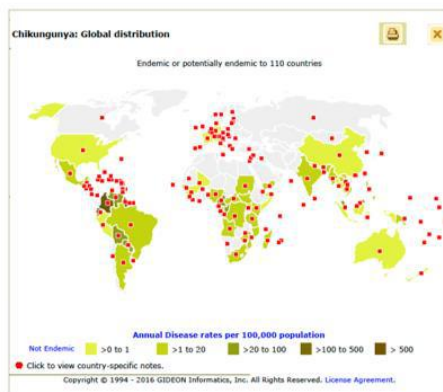 Chikungunya: Global distribution
Endemic or potentially endemic to 110 countries
Annual Disease rates per 100,000 population
Not Endemic >0 to 1 >1 to 20 >20 to 100 >100 to 500 > 500
Click to view country-specific notes.
Copyright © 1994 - 2016 GIDEON Informatics, Inc. All Rights Reserved. License Agreement.